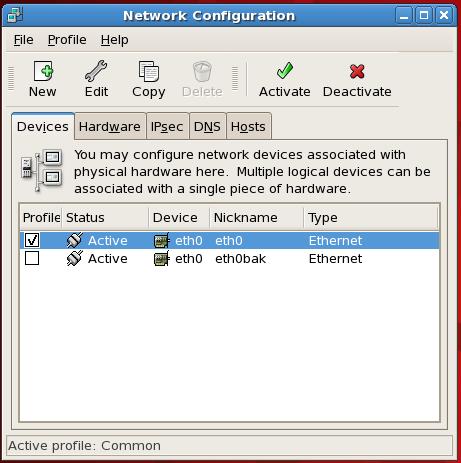 Network Configuration
File Profile Help
New Edit Copy Delete Activate Deactivate
Devices Hardware IPsec DNS Hosts
You may configure network devices associated with
physical hardware here. Multiple logical devices can be
associated with a single piece of hardware.
Profile Status Device Nickname Type
Active eth0 eth0 Ethernet
Active eth0 eth0bak Ethernet
Active profile: Common